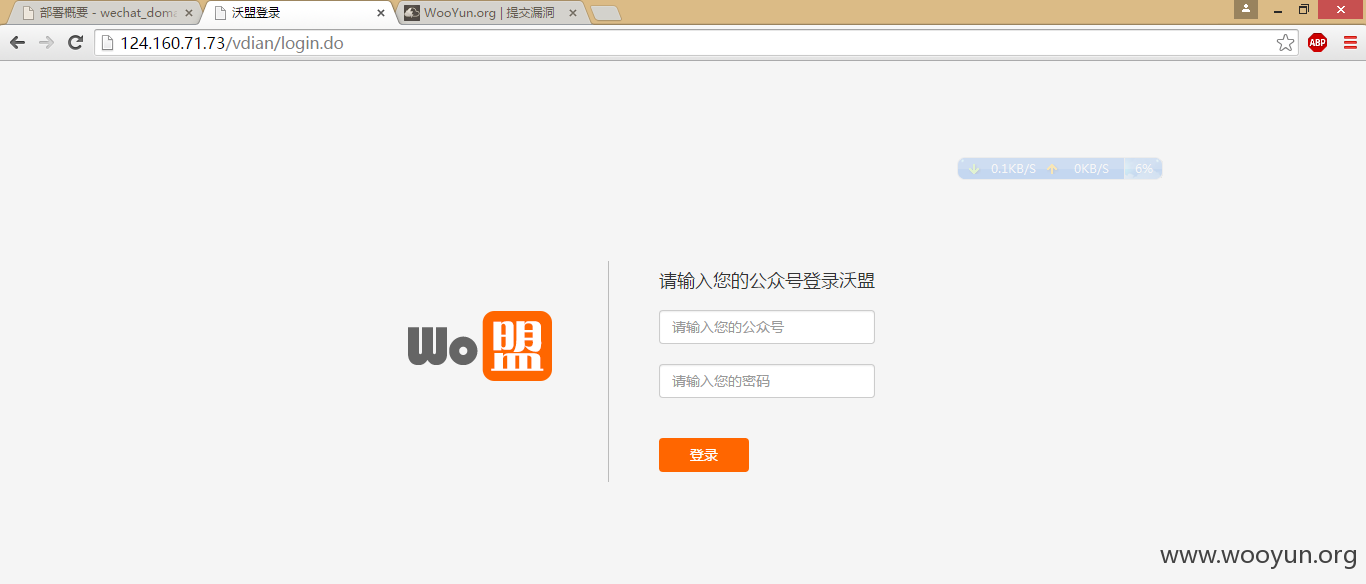 部署概要 - wechat_doma
沃盟登录
WooYun.org | 提交漏洞
124.160.71.73/vdian/login.do
ABP
0.1KB/S 0KB/S 6%
请输入您的公众号登录沃盟
请输入您的公众号
Wo盟
请输入您的密码
登录
www.wooyun.org